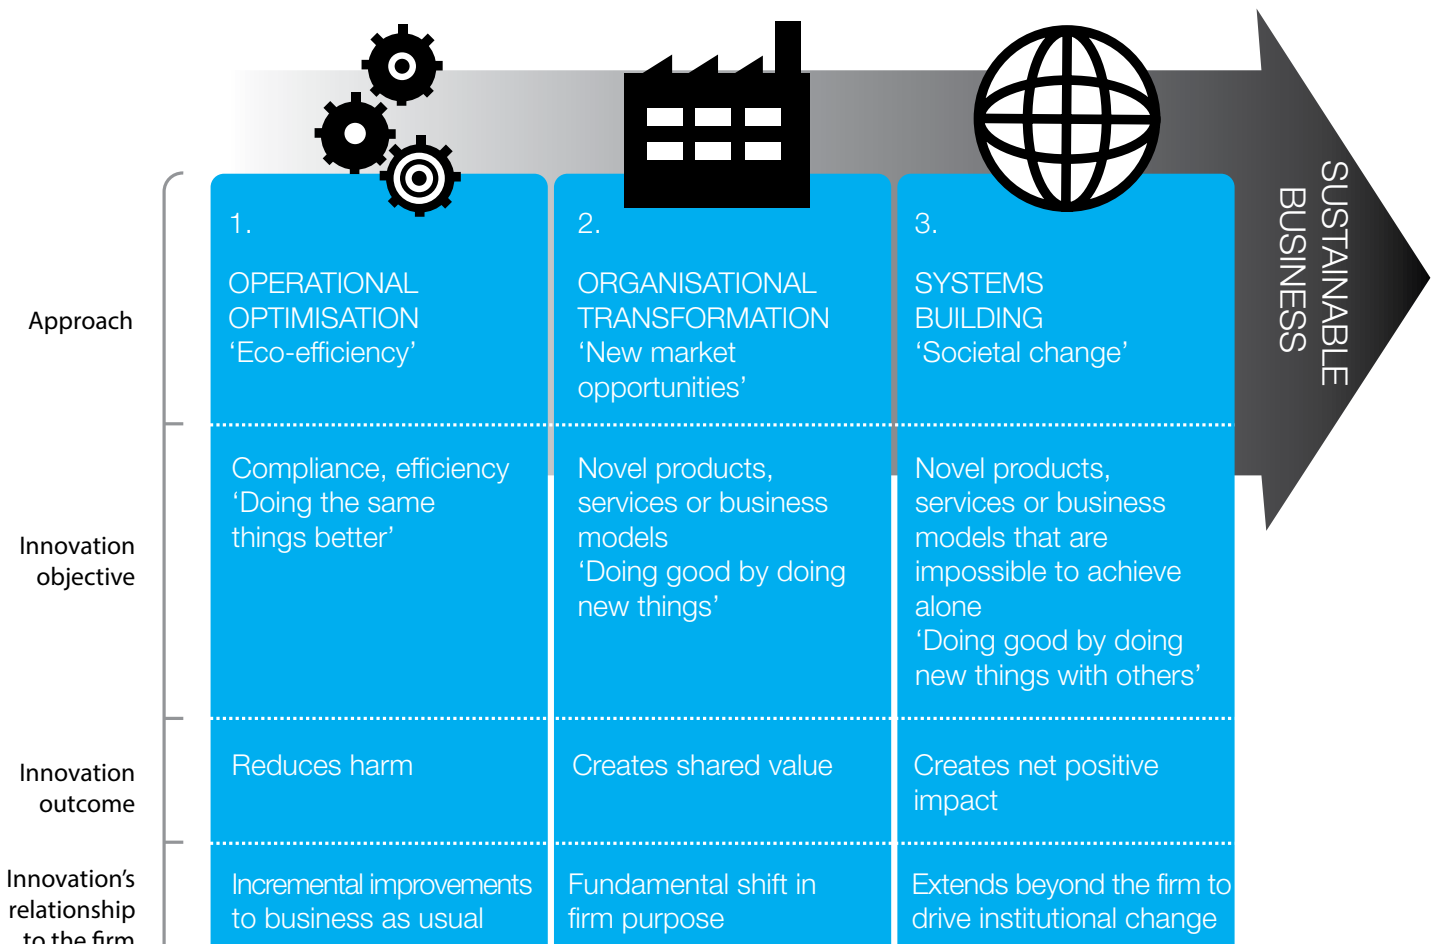 SUSTAINABLE
BUSINESS
Approach
1.
OPERATIONAL
OPTIMISATION
‘Eco-efficiency’
2.
ORGANISATIONAL
TRANSFORMATION
‘New market
opportunities’
3.
SYSTEMS
BUILDING
‘Societal change’
Innovation
objective
Compliance, efficiency
‘Doing the same
things better’
Novel products,
services or business
models
‘Doing good by doing
new things’
Novel products,
services or business
models that are
impossible to achieve
alone
‘Doing good by doing
new things with others’
Innovation
outcome
Reduces harm
Creates shared value
Creates net positive
impact
Innovation’s
relationship
to the firm
Incremental improvements
to business as usual
Fundamental shift in
firm purpose
Extends beyond the firm to
drive institutional change